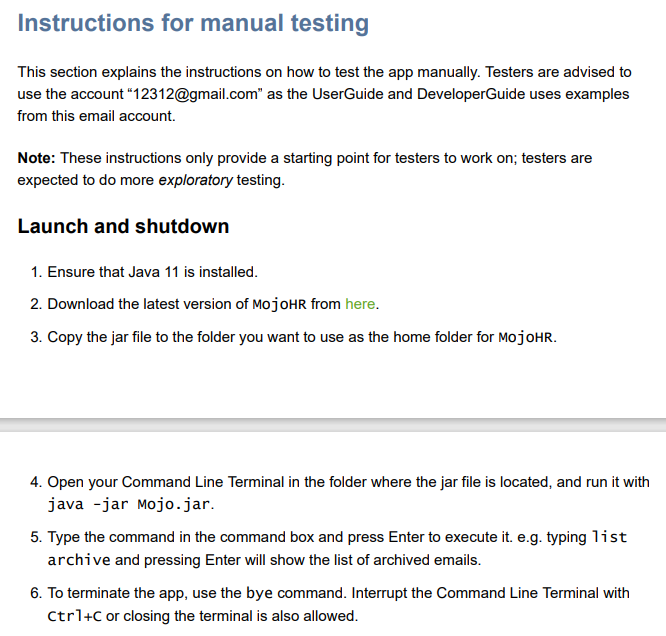 Instructions for manual testing
This section explains the instructions on how to test the app manually. Testers are advised to
use the account “12312@gmail.com” as the UserGuide and DeveloperGuide uses examples
from this email account.
Note: These instructions only provide a starting point for testers to work on; testers are
expected to do more exploratory testing.
Launch and shutdown
1. Ensure that Java 11 is installed.
2. Download the latest version of MojoHR from here.
3. Copy the jar file to the folder you want to use as the home folder for MojoHR.
4. Open your Command Line Terminal in the folder where the jar file is located, and run it with
java -jar Mojo.jar.
5. Type the command in the command box and press Enter to execute it. e.g. typing list
archive and pressing Enter will show the list of archived emails.
6. To terminate the app, use the bye command. Interrupt the Command Line Terminal with
Ctrl+C or closing the terminal is also allowed.